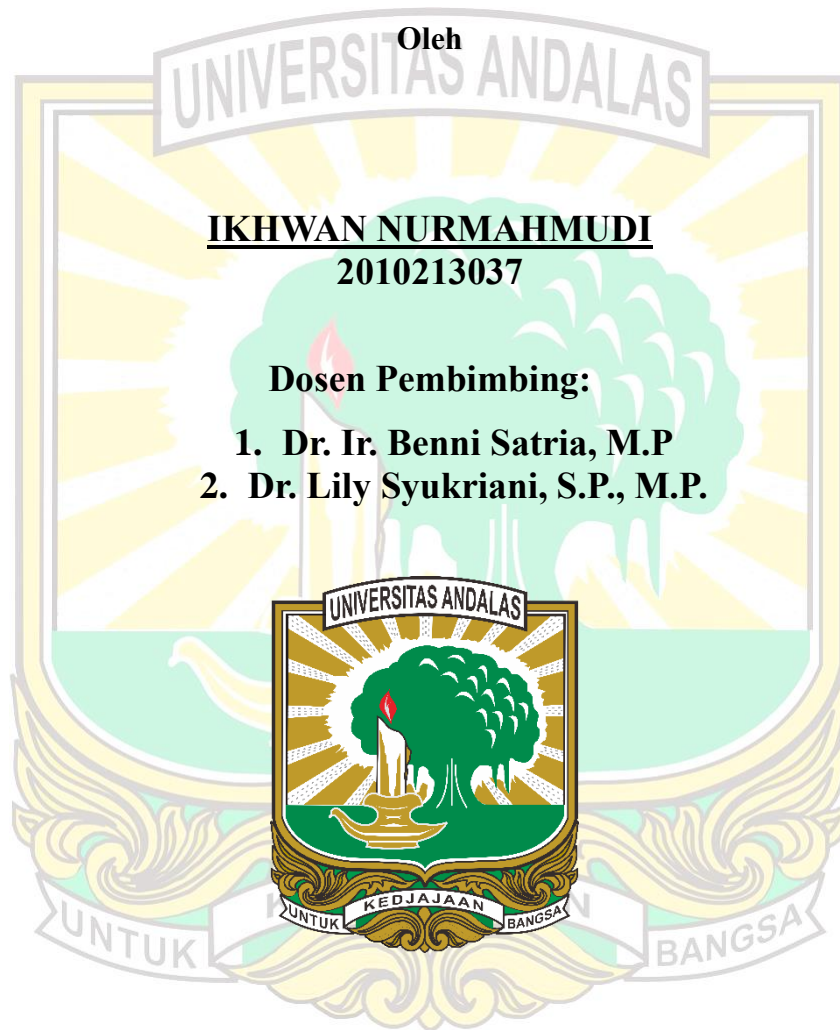 Oleh
UNIVERSITAS ANDALAS
IKHWAN NURMAHMUDI
2010213037
Dosen Pembimbing:
1. Dr. Ir. Benni Satria, M.P
2. Dr. Lily Syukriani, S.P., M.P.
UNIVERSITAS ANDALAS
UNTUK KEDJAJAAN BANGSA
UNTUK BANGSA